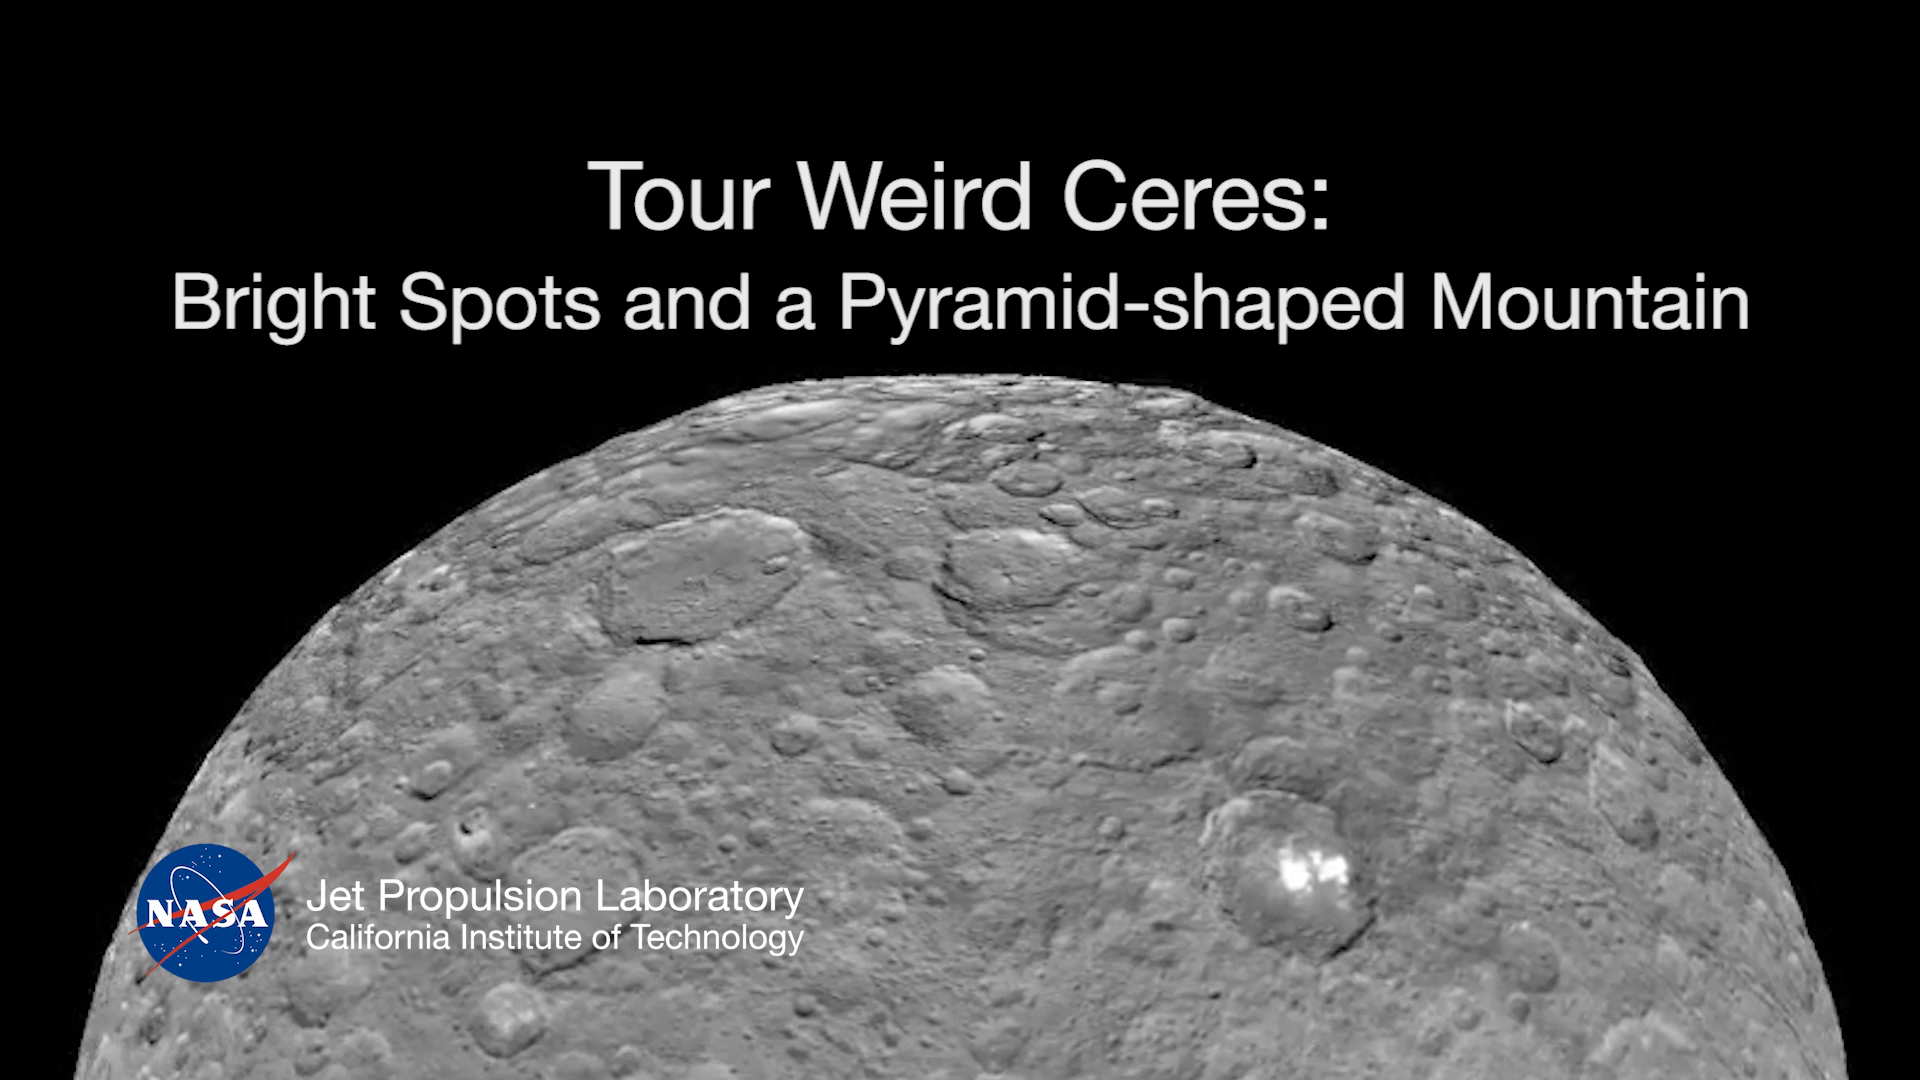 Tour Weird Ceres:
Bright Spots and a Pyramid-shaped Mountain
NASA
Jet Propulsion Laboratory
California Institute of Technology